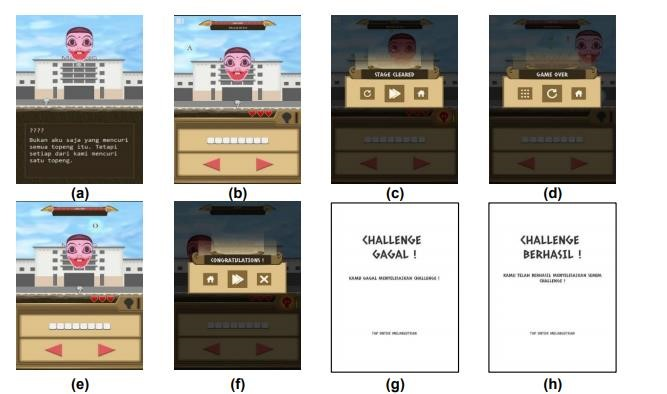 ????
Bukan aku saja yang mencuri
semua topeng itu. Tetapi
setiap dari kami mencuri
satu topeng.
(a)
A
(b)
STAGE CLEARED
(c)
GAME OVER
(d)
(e)
CONGRATULATIONS !
(f)
CHALLENGE
GAGAL !
KAMU GAGAL MENYELESAIKAN CHALLENGE !
TAP UNTUK MELANJUTKAN
(g)
CHALLENGE
BERHASIL !
KAMU TELAH BERHASIL MENYELESAIKAN SEMUA
CHALLENGE !
TAP UNTUK MELANJUTKAN
(h)